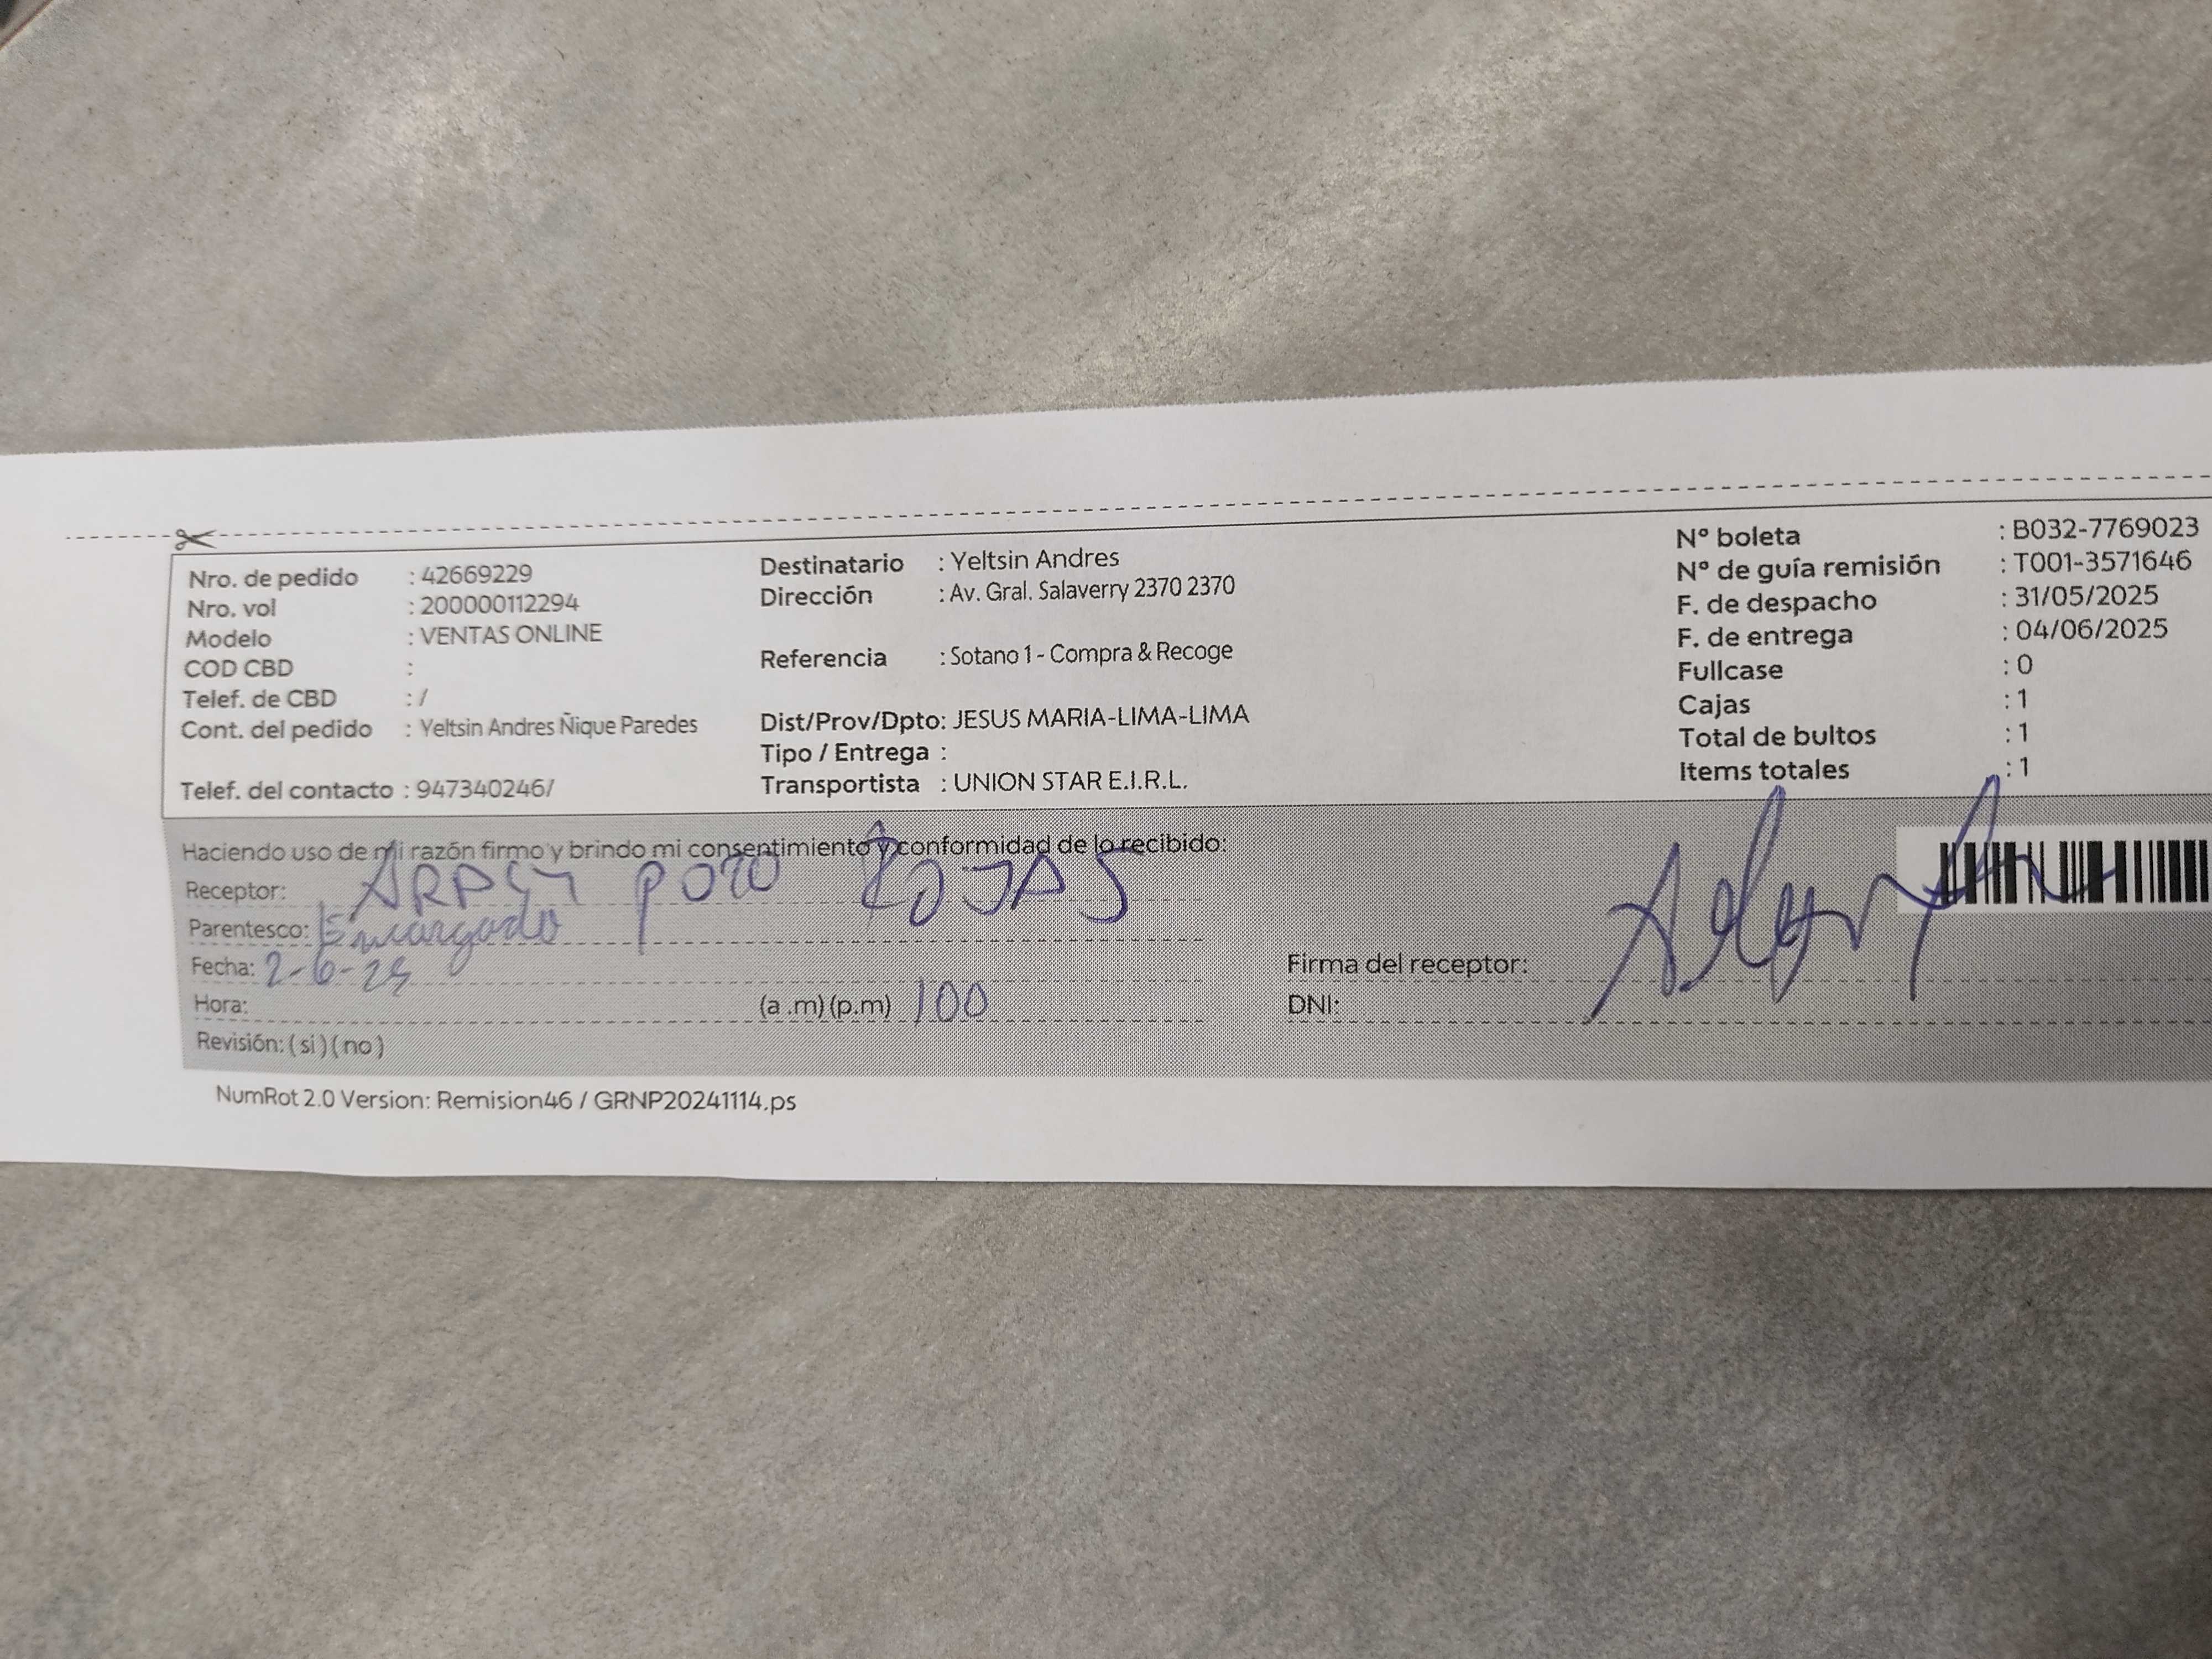 Nro. de pedido : 42669229
Nro. vol : 200000112294
Modelo : VENTAS ONLINE
COD CBD :
Telef. de CBD : /
Cont. del pedido : Yeltsin Andres Ñique Paredes
Telef. del contacto : 947340246/
Destinatario : Yeltsin Andres
Dirección : Av. Gral. Salaverry 2370 2370
Referencia : Sotano 1 - Compra & Recoge
Dist/Prov/Dpto: JESUS MARIA-LIMA-LIMA
Tipo / Entrega :
Transportista : UNION STAR E.I.R.L.
Nº boleta : B032-7769023
Nº de guía remisión : T001-3571646
F. de despacho : 31/05/2025
F. de entrega : 04/06/2025
Fullcase : 0
Cajas : 1
Total de bultos : 1
Items totales : 1
Haciendo uso de mi razón firmo y brindo mi consentimiento y conformidad de lo recibido:
Receptor: ROJAS
Parentesco: Encargado
Fecha: 2-6-25
Hora: (a .m) (p.m) 100
Revisión: ( si ) ( no )
Firma del receptor:
DNI:
NumRot 2.0 Version: Remision46 / GRNP20241114.ps